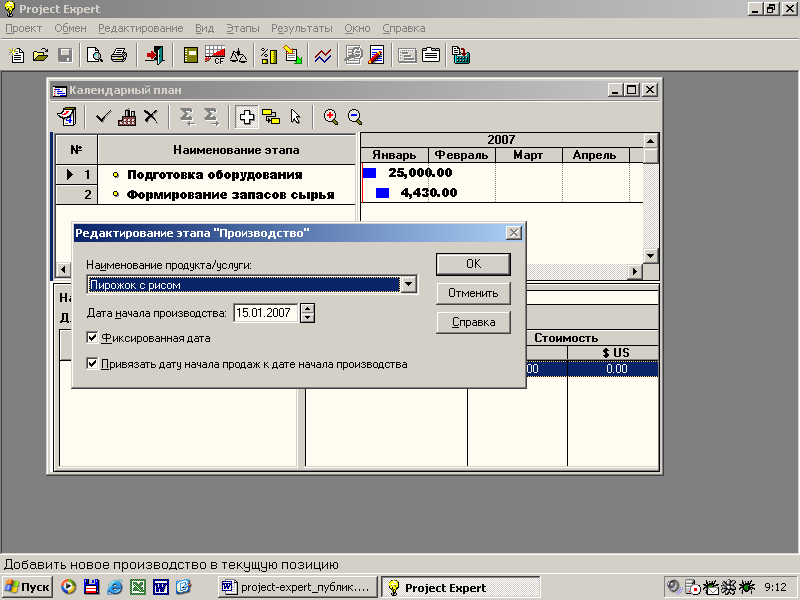 Project Expert
Проект Обмен Редактирование Вид Этапы Результаты Окно Справка
CF
Календарный план
№ Наименование этапа
2007
Январь Февраль Март Апрель
1 Подготовка оборудования 25,000.00
2 Формирование запасов сырья 4,430.00
Редактирование этапа "Производство"
Наименование продукта/услуги:
Пирожок с рисом
Дата начала производства: 15.01.2007
Фиксированная дата
Привязать дату начала продаж к дате начала производства
OK
Отменить
Справка
Стоимость
$ US
00 0.00
Добавить новое производство в текущую позицию
Пуск project-expert_публик.... Project Expert 9:12